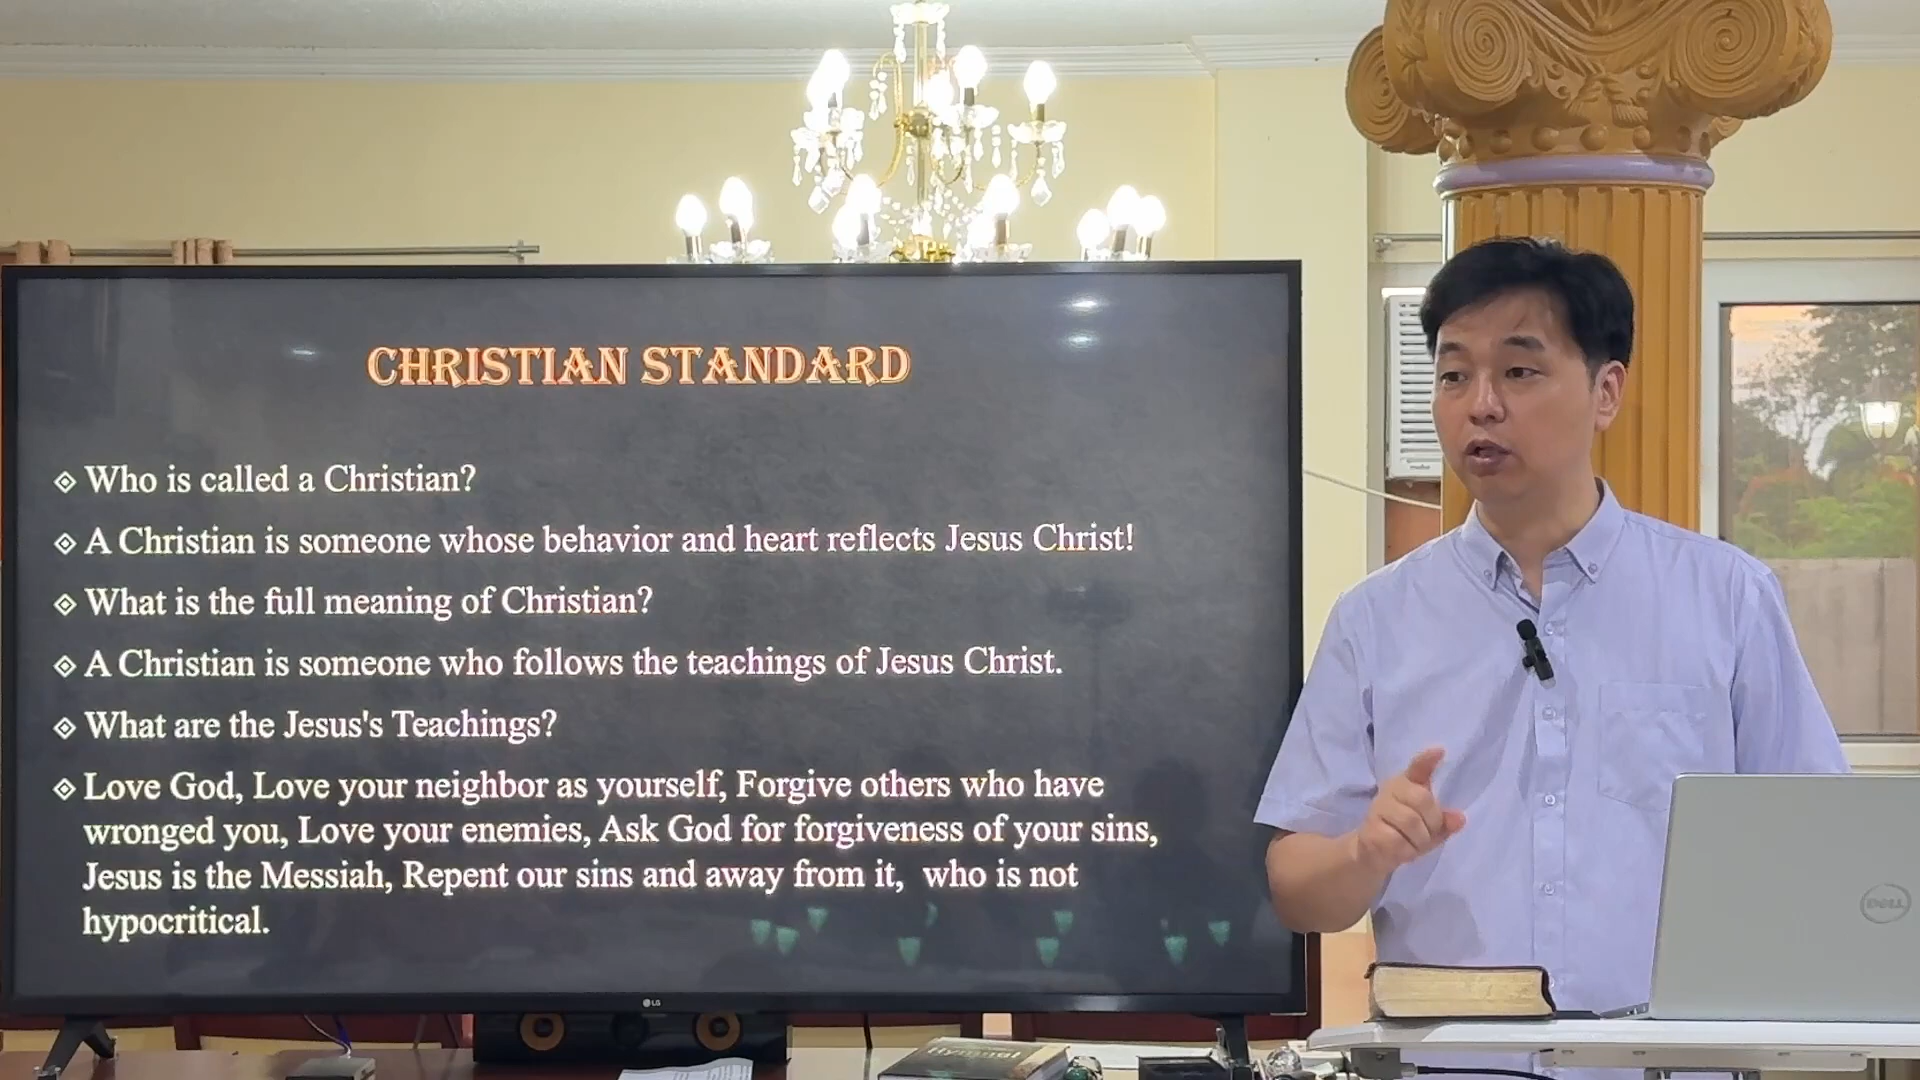 CHRISTIAN STANDARD
Who is called a Christian?
A Christian is someone whose behavior and heart reflects Jesus Christ!
What is the full meaning of Christian?
A Christian is someone who follows the teachings of Jesus Christ.
What are the Jesus's Teachings?
Love God, Love your neighbor as yourself, Forgive others who have
wronged you, Love your enemies, Ask God for forgiveness of your sins,
Jesus is the Messiah, Repent our sins and away from it, who is not
hypocritical.
LG
DELL
Hymnal